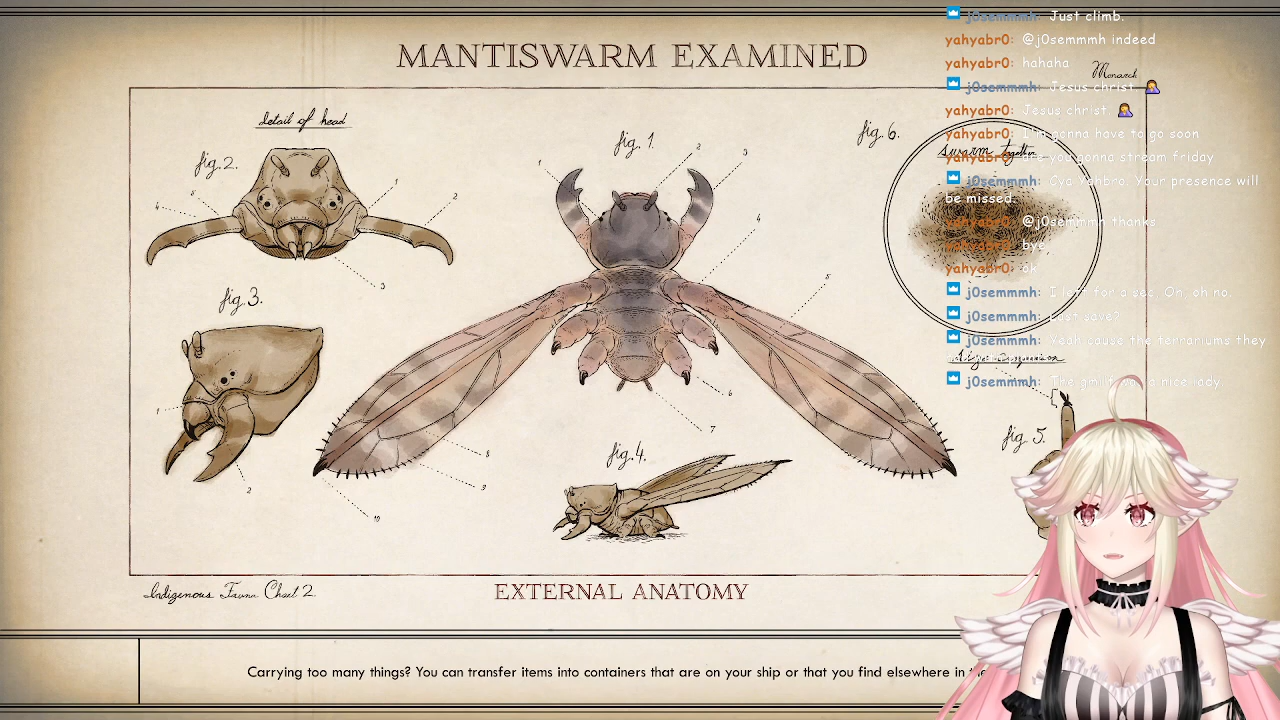 MANTISWARM EXAMINED
Monarch
detail of head
fig. 1.
fig. 2.
fig. 3.
fig. 4.
fig 5.
fig. 6.
swarm together
Indigenous Fauna Chart 2
EXTERNAL ANATOMY
Carrying too many things? You can transfer items into containers that are on your ship or that you find elsewhere in
j0semmmh: Just climb.
yahyabr0: @j0semmmh indeed
yahyabr0: hahaha
j0semmmh: Jesus christ
yahyabr0: Jesus christ.
yahyabr0: I'm gonna have to go soon
yahyabr0: are you gonna stream friday
j0semmmh: Cya Yahbro. Your presence will
be missed.
yahyabr0: @j0semmmh thanks
yahyabr0: bye
yahyabr0: ok
j0semmmh: I left for a sec. On, oh no.
j0semmmh: Last save?
j0semmmh: Yeah cause the terrariums they
j0semmmh: The gmilf was a nice lady.